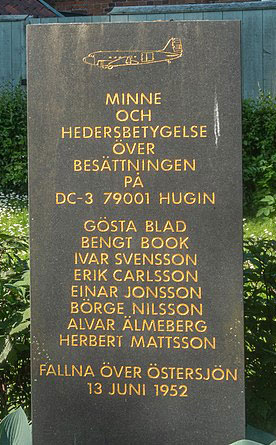 MINNE
OCH
HEDERSBETYGELSE
ÖVER
BESÄTTNINGEN
PÅ
DC-3 79001 HUGIN
GÖSTA BLAD
BENGT BOOK
IVAR SVENSSON
ERIK CARLSSON
EINAR JONSSON
BÖRGE NILSSON
ALVAR ÄLMEBERG
HERBERT MATTSSON
FALLNA ÖVER ÖSTERSJÖN
13 JUNI 1952